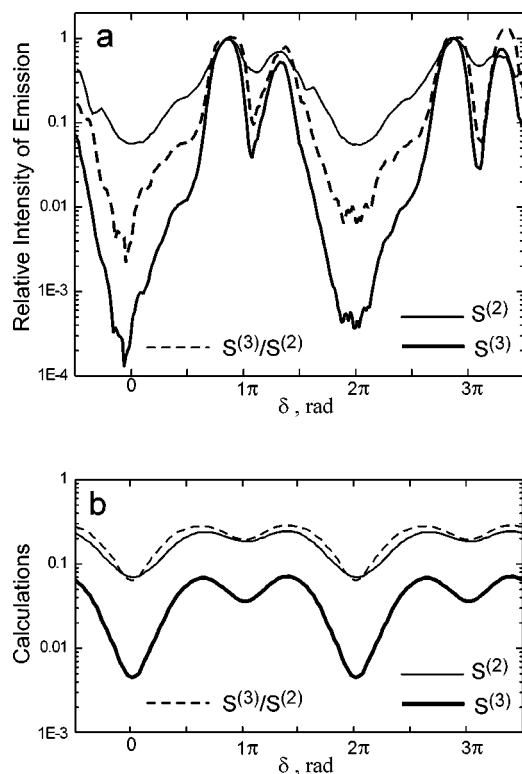 a
Relative Intensity of Emission
1
0.1
0.01
1E-3
1E-4
S(3)/S(2)
S(2)
S(3)
0 1π 2π 3π
δ , rad
b
Calculations
1
0.1
0.01
1E-3
S(3)/S(2)
S(2)
S(3)
0 1π 2π 3π
δ , rad